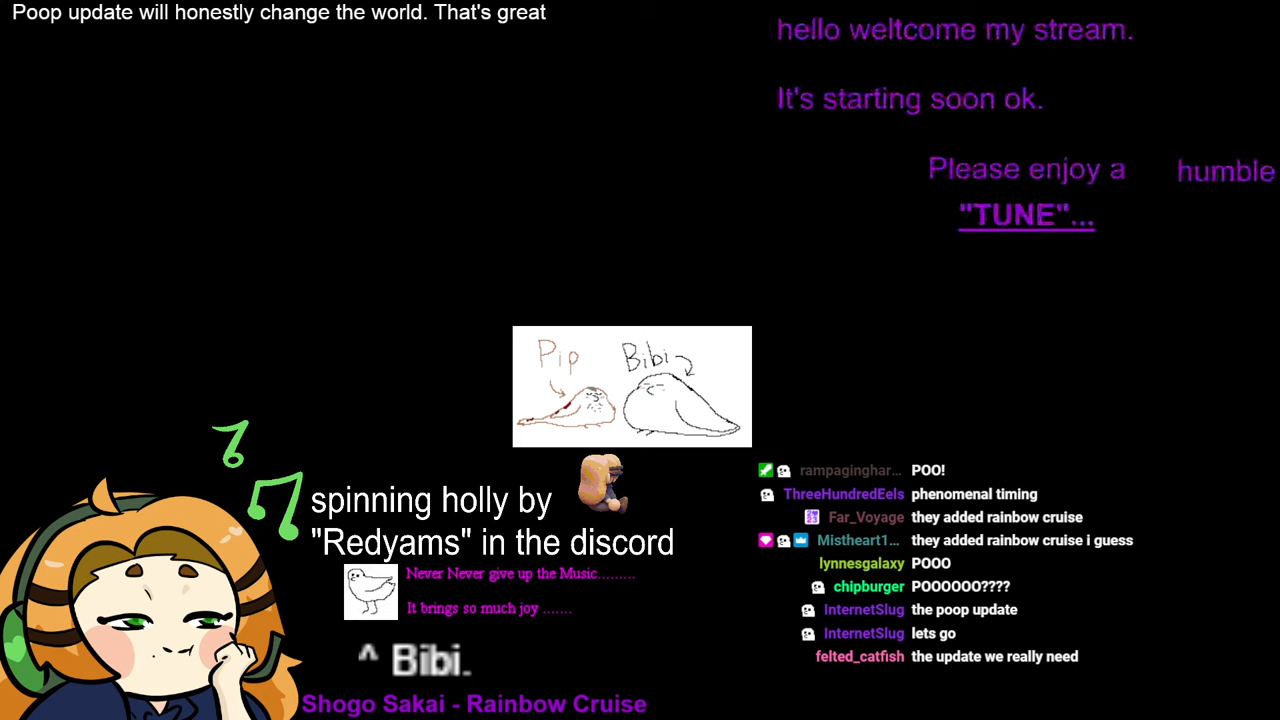 Poop update will honestly change the world. That's great
hello weltcome my stream.
It's starting soon ok.
Please enjoy a humble
"TUNE"...
Pip
Bibi
spinning holly by
"Redyams" in the discord
Never Never give up the Music.........
It brings so much joy .......
^ Bibi.
Shogo Sakai - Rainbow Cruise
rampaginghar... POO!
ThreeHundredEels phenomenal timing
Far_Voyage they added rainbow cruise
Mistheart1... they added rainbow cruise i guess
lynnesgalaxy POOO
chipburger POOOOOO????
InternetSlug the poop update
InternetSlug lets go
felted_catfish the update we really need